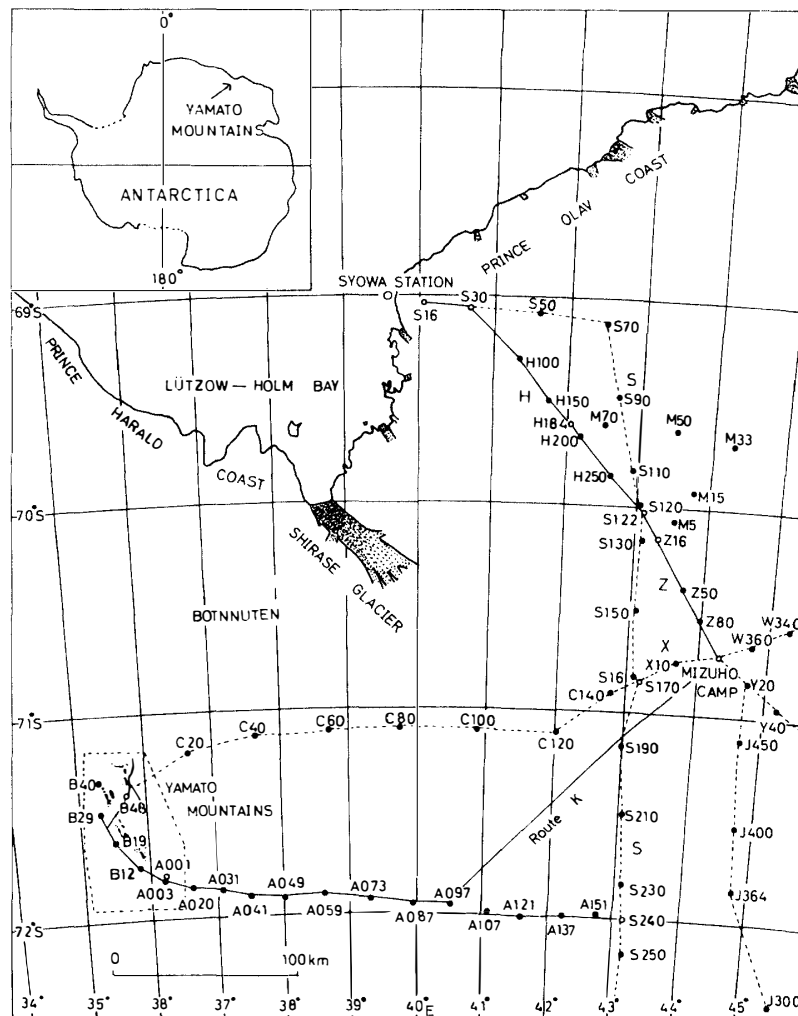 0°
YAMATO
MOUNTAINS
ANTARCTICA
180°
PRINCE OLAV COAST
SYOWA STATION
S16
S30
S50
S70
69°S
H100
S
S90
LÜTZOW — HOLM BAY
H
H150
M70
M50
M33
H184
H200
PRINCE HARALD COAST
H250
S110
M15
70°S
S120
S122
M5
Z16
S130
SHIRASE GLACIER
Z
Z50
BOTNNUTEN
S150
Z80
W340
W360
X
X10
S16
MIZUHO
CAMP
S170
C140
Y20
71°S
Y40
C20
C40
C60
C80
C100
C120
J450
S190
B40
B48
YAMATO
MOUNTAINS
B29
Route K
S210
J400
B19
S
A001
B12
A003
A020
A031
A041
A049
A059
A073
A087
A097
A107
A121
A137
A151
S230
J364
S240
72°S
S250
0
100km
J300
34°
35°
36°
37°
38°
39°
40°E
41°
42°
43°
44°
45°